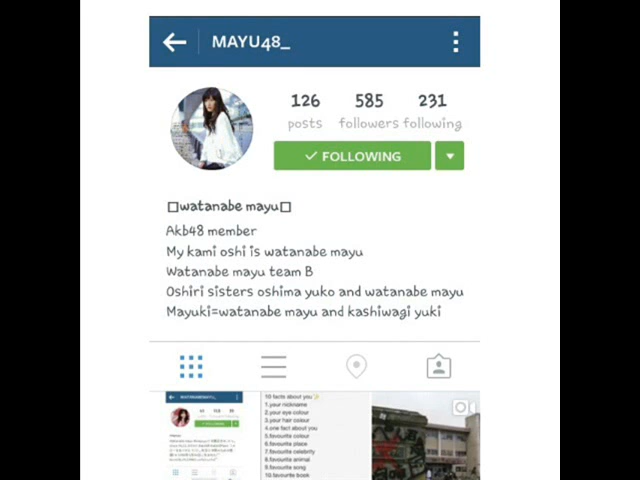 MAYU48_
126 585 231
posts followers following
FOLLOWING
watanabe mayu
Akb48 member
My kami oshi is watanabe mayu
Watanabe mayu team B
Oshiri sisters oshima yuko and watanabe mayu
Mayuki=watanabe mayu and kashiwagi yuki
10 facts about you
1.your nickname
2.your eye colour
3.your hair colour
4.one fact about you
5.favourite colour
6.favourite place
7.favourite celebrity
8.favourite animal
9.favourite song
10.favourite book